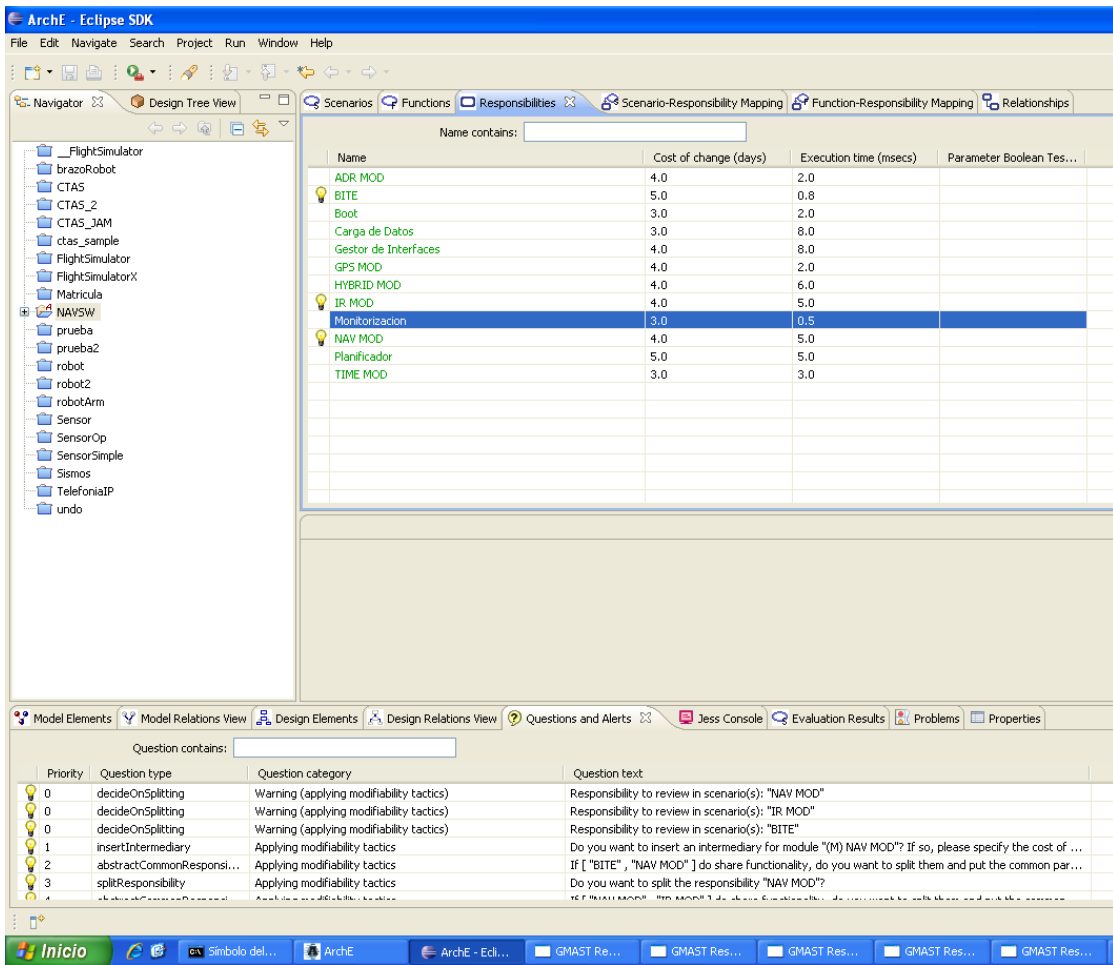 ArchE - Eclipse SDK
File Edit Navigate Search Project Run Window Help
Navigator Design Tree View
__FlightSimulator
brazoRobot
CTAS
CTAS_2
CTAS_JAM
ctas_sample
FlightSimulator
FlightSimulatorX
Matricula
NAVSW
prueba
prueba2
robot
robot2
robotArm
Sensor
SensorOp
SensorSimple
Sismos
TelefoniaIP
undo
Scenarios Functions Responsibilities Scenario-Responsibility Mapping Function-Responsibility Mapping Relationships
Name contains:
Name Cost of change (days) Execution time (msecs) Parameter Boolean Tes...
ADR MOD 4.0 2.0
BITE 5.0 0.8
Boot 3.0 2.0
Carga de Datos 3.0 8.0
Gestor de Interfaces 4.0 8.0
GPS MOD 4.0 2.0
HYBRID MOD 4.0 6.0
IR MOD 4.0 5.0
Monitorizacion 3.0 0.5
NAV MOD 4.0 5.0
Planificador 5.0 5.0
TIME MOD 3.0 3.0
Model Elements Model Relations View Design Elements Design Relations View Questions and Alerts Jess Console Evaluation Results Problems Properties
Question contains:
Priority Question type Question category Question text
0 decideOnSplitting Warning (applying modifiability tactics) Responsibility to review in scenario(s): "NAV MOD"
0 decideOnSplitting Warning (applying modifiability tactics) Responsibility to review in scenario(s): "IR MOD"
0 decideOnSplitting Warning (applying modifiability tactics) Responsibility to review in scenario(s): "BITE"
1 insertIntermediary Applying modifiability tactics Do you want to insert an intermediary for module "(M) NAV MOD"? If so, please specify the cost of ...
2 abstractCommonResponsi... Applying modifiability tactics If [ "BITE" , "NAV MOD" ] do share functionality, do you want to split them and put the common par...
3 splitResponsibility Applying modifiability tactics Do you want to split the responsibility "NAV MOD"?
Inicio Símbolo del... ArchE ArchE - Ecli... GMAST Re... GMAST Res... GMAST Res... GMAST Res... GMAST Res...